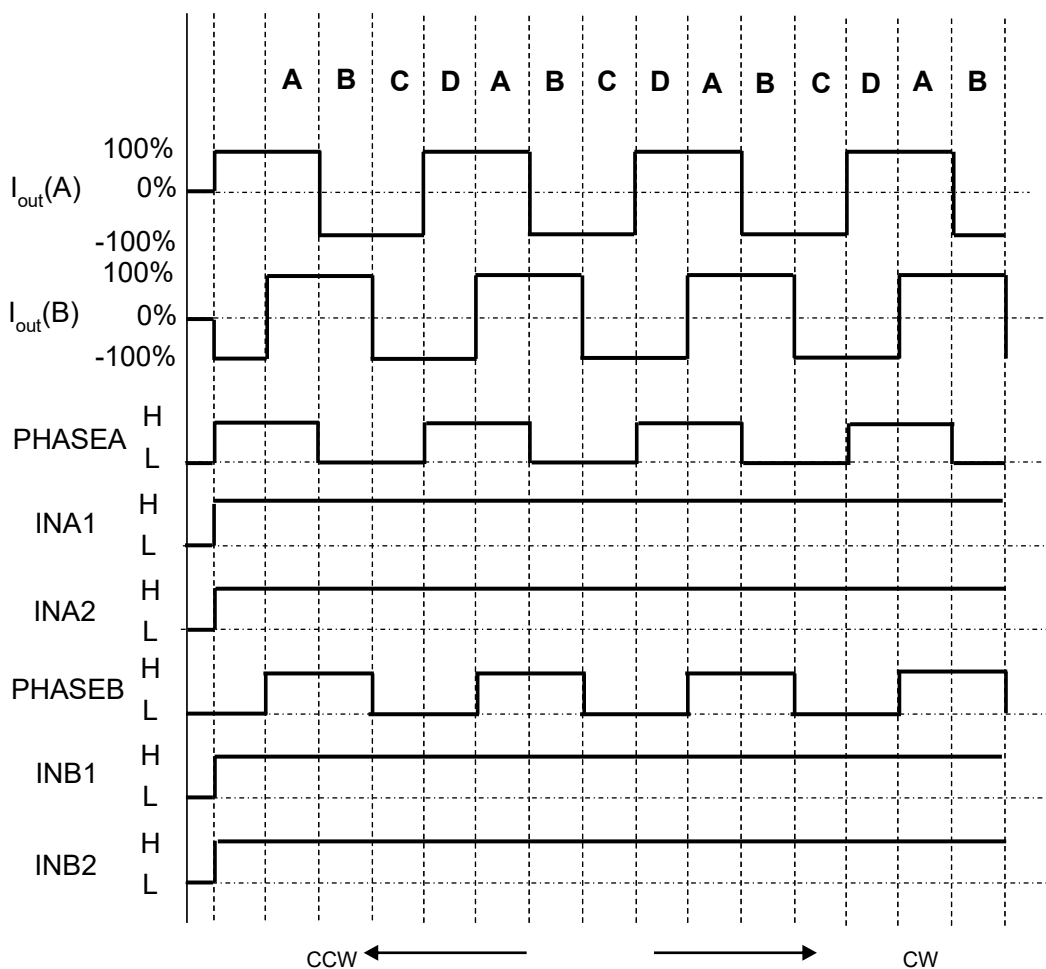 A B C D A B C D A B C D A B
100%
I_out(A) 0%
-100%
100%
I_out(B) 0%
-100%
H
PHASEA
L
H
INA1
L
H
INA2
L
H
PHASEB
L
H
INB1
L
H
INB2
L
CCW CW